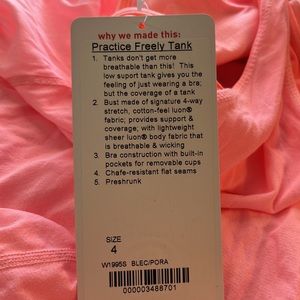 why we made this:
Practice Freely Tank
1. Tanks don't get more
breathable than this! This
low suport tank gives you the
feeling of just wearing a bra;
but the coverage of a tank
2. Bust made of signature 4-way
stretch, cotton-feel luon®
fabric; provides support &
coverage; with lightweight
sheer luon® body fabric that
is breathable & wicking
3. Bra construction with built-in
pockets for removable cups
4. Chafe-resistant flat seams
5. Preshrunk
SIZE
4
W1995S BLEC/PORA
000003488701